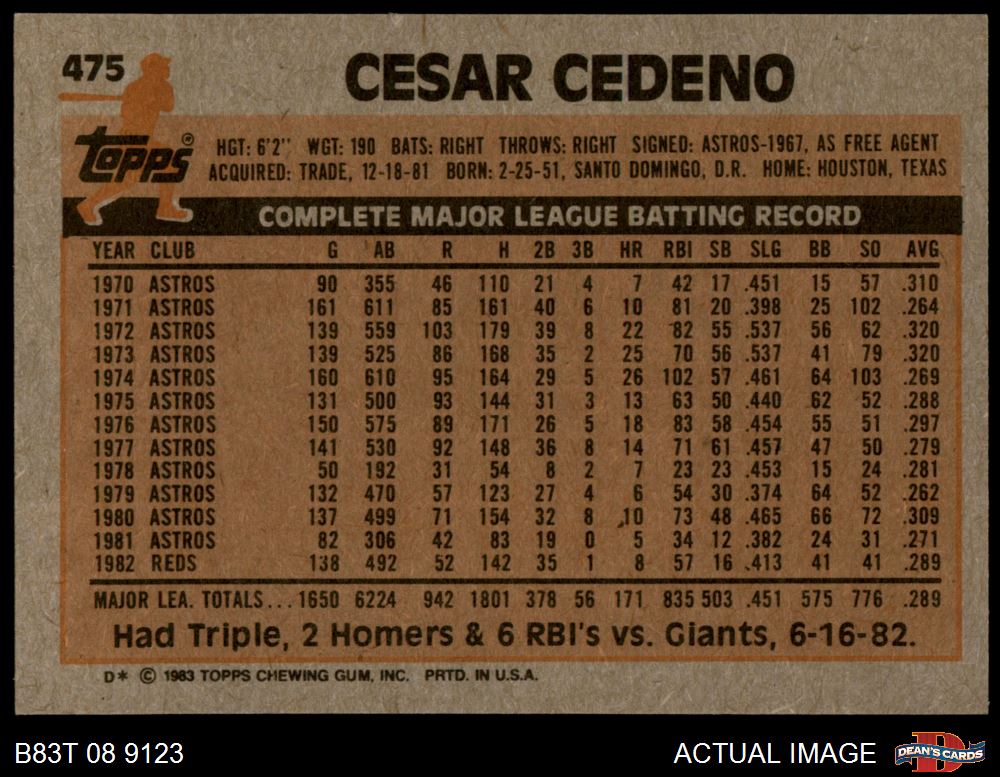 475
CESAR CEDENO
TOPPS®
HGT: 6'2" WGT: 190 BATS: RIGHT THROWS: RIGHT SIGNED: ASTROS-1967, AS FREE AGENT
ACQUIRED: TRADE, 12-18-81 BORN: 2-25-51, SANTO DOMINGO, D.R. HOME: HOUSTON, TEXAS
COMPLETE MAJOR LEAGUE BATTING RECORD
YEAR CLUB G AB R H 2B 3B HR RBI SB SLG BB SO AVG
1970 ASTROS 90 355 46 110 21 4 7 42 17 .451 15 57 .310
1971 ASTROS 161 611 85 161 40 6 10 81 20 .398 25 102 .264
1972 ASTROS 139 559 103 179 39 8 22 82 55 .537 56 62 .320
1973 ASTROS 139 525 86 168 35 2 25 70 56 .537 41 79 .320
1974 ASTROS 160 610 95 164 29 5 26 102 57 .461 64 103 .269
1975 ASTROS 131 500 93 144 31 3 13 63 50 .440 62 52 .288
1976 ASTROS 150 575 89 171 26 5 18 83 58 .454 55 51 .297
1977 ASTROS 141 530 92 148 36 8 14 71 61 .457 47 50 .279
1978 ASTROS 50 192 31 54 8 2 7 23 23 .453 15 24 .281
1979 ASTROS 132 470 57 123 27 4 6 54 30 .374 64 52 .262
1980 ASTROS 137 499 71 154 32 8 10 73 48 .465 66 72 .309
1981 ASTROS 82 306 42 83 19 0 5 34 12 .382 24 31 .271
1982 REDS 138 492 52 142 35 1 8 57 16 .413 41 41 .289
MAJOR LEA. TOTALS... 1650 6224 942 1801 378 56 171 835 503 .451 575 776 .289
Had Triple, 2 Homers & 6 RBI's vs. Giants, 6-16-82.
D* © 1983 TOPPS CHEWING GUM, INC. PRTD. IN U.S.A.
B83T 08 9123
ACTUAL IMAGE
D
DEAN'S CARDS